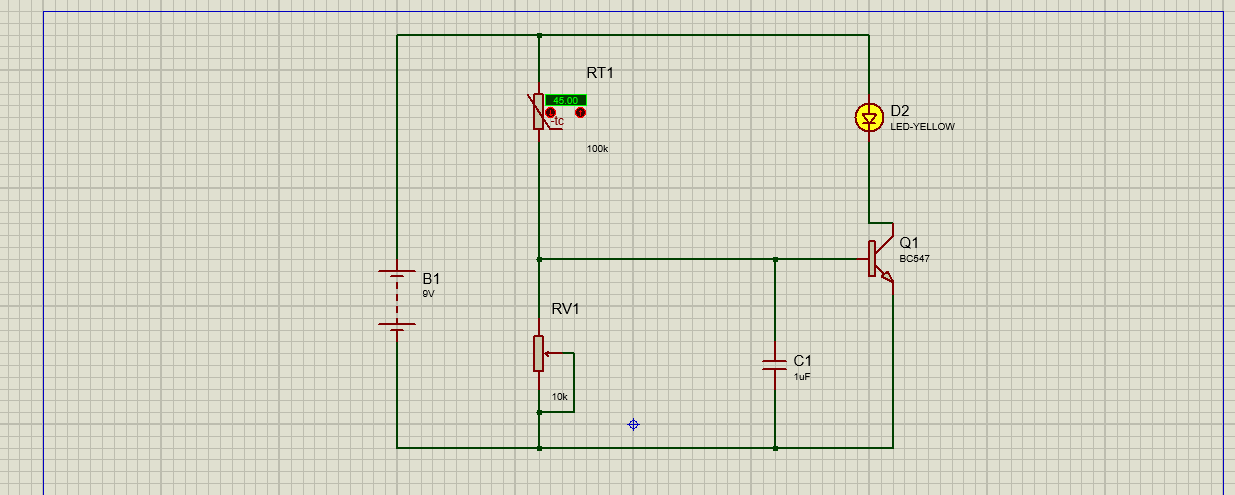 RT1
45.00
-tc
100k
D2
LED-YELLOW
Q1
BC547
B1
9V
RV1
10k
C1
1uF